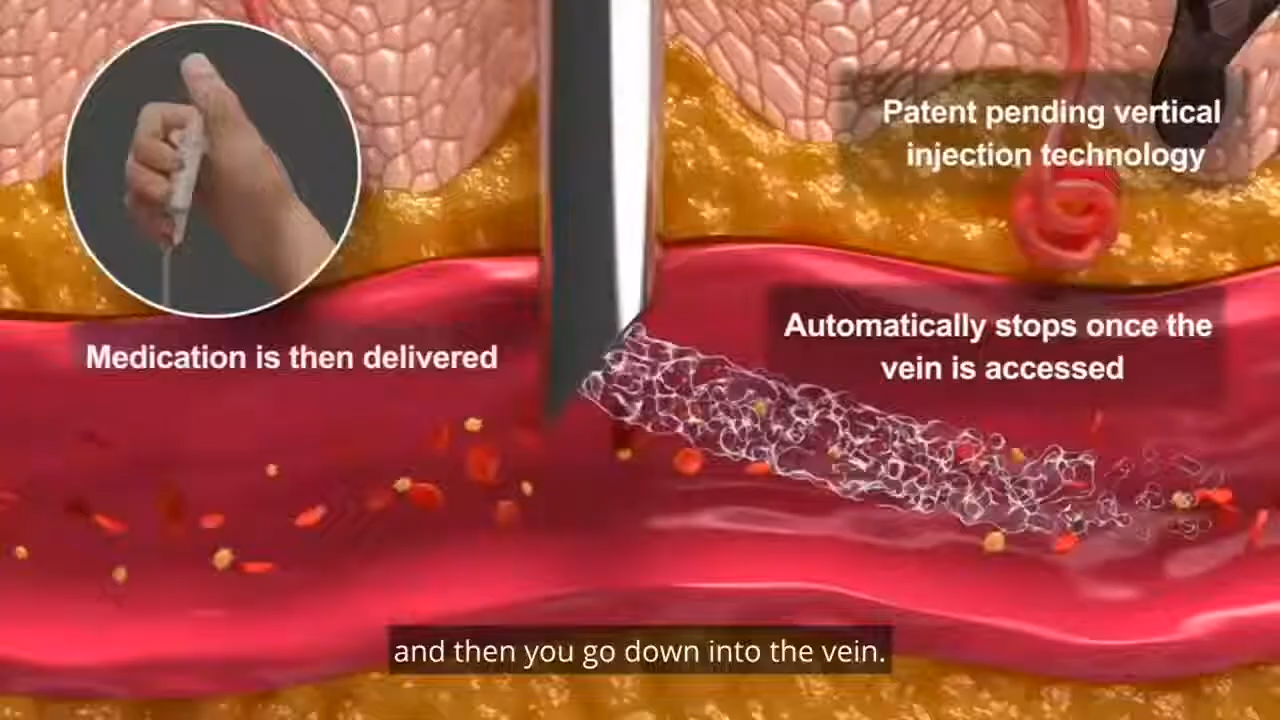 Patent pending vertical
injection technology
Medication is then delivered
Automatically stops once the
vein is accessed
and then you go down into the vein.